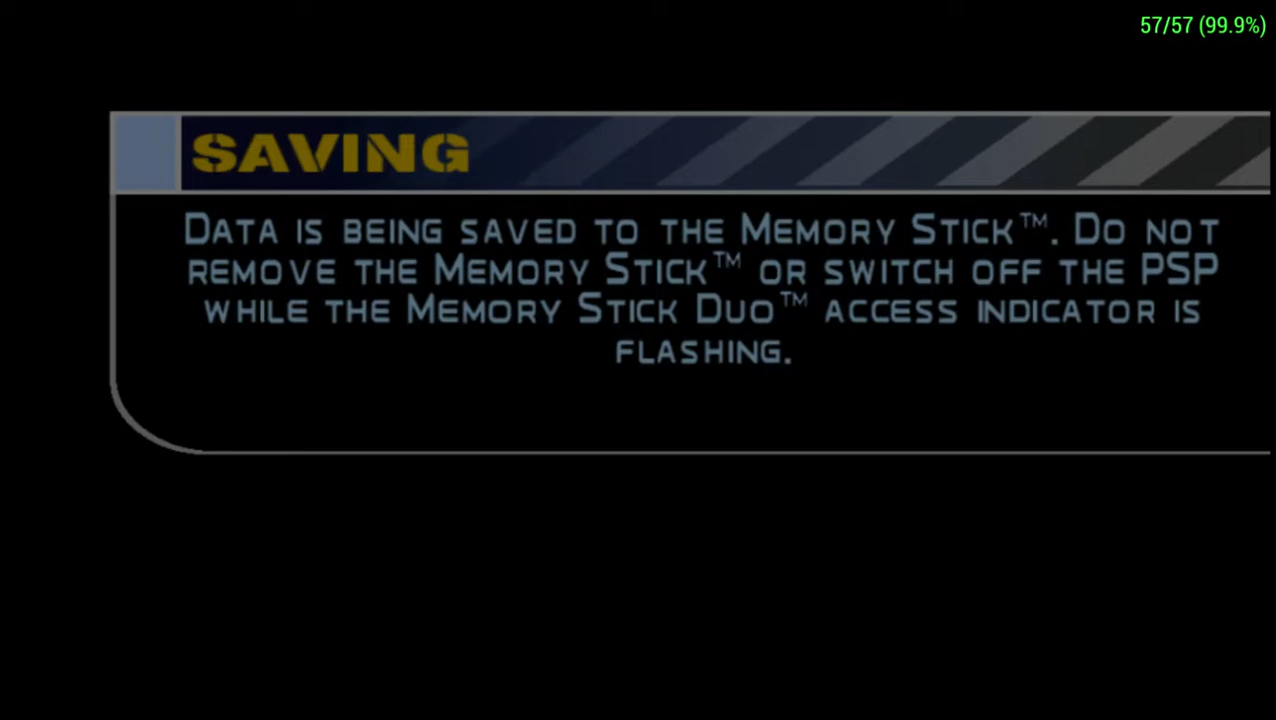 57/57 (99.9%)
SAVING
DATA IS BEING SAVED TO THE MEMORY STICK™. DO NOT
REMOVE THE MEMORY STICK™ OR SWITCH OFF THE PSP
WHILE THE MEMORY STICK DUO™ ACCESS INDICATOR IS
FLASHING.